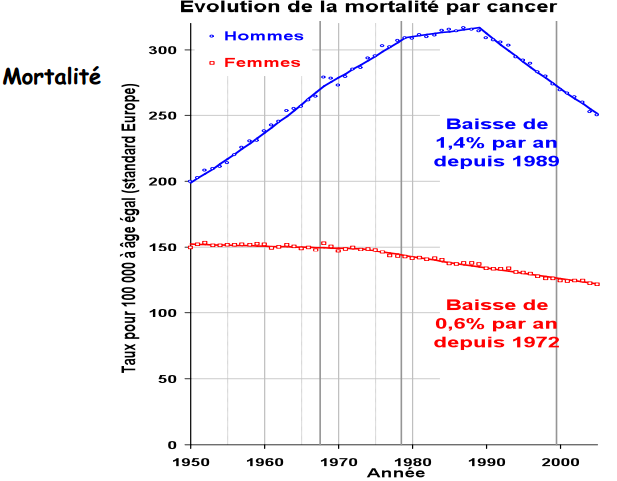 Evolution de la mortalité par cancer
Mortalité
Taux pour 100 000 à âge égal (standard Europe)
300
250
200
150
100
50
0
Hommes
Femmes
Baisse de
1,4% par an
depuis 1989
Baisse de
0,6% par an
depuis 1972
1950 1960 1970 1980 1990 2000
Année